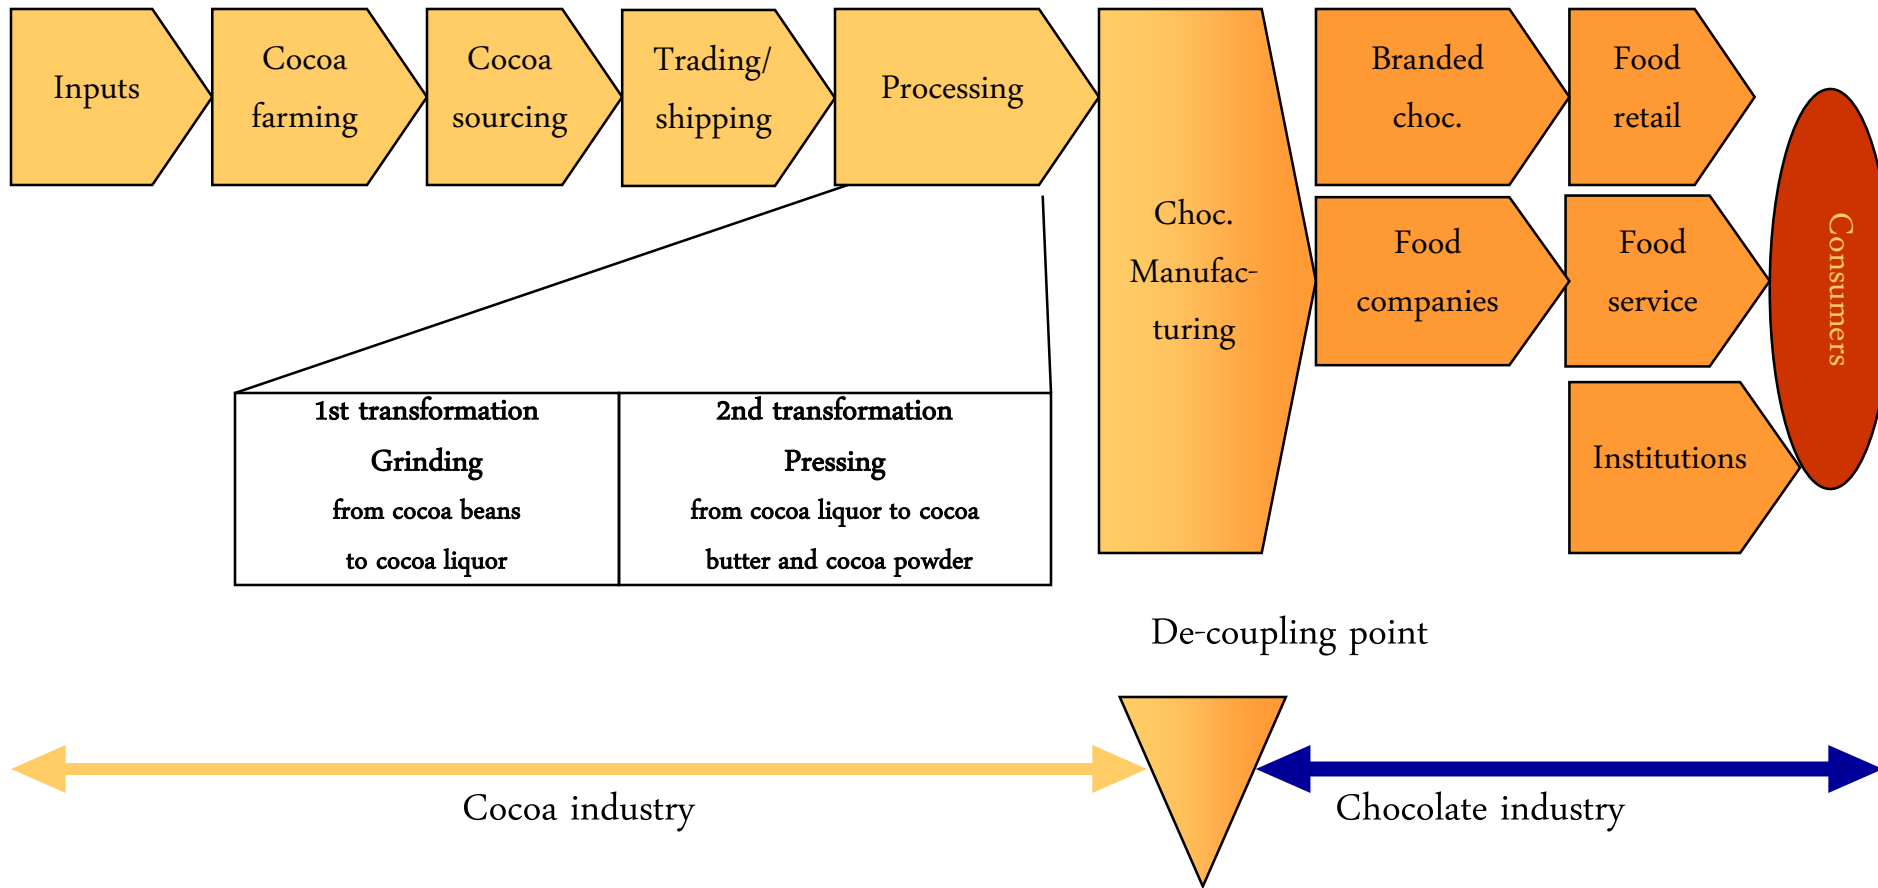 Inputs
Cocoa
farming
Cocoa
sourcing
Trading/
shipping
Processing
Choc.
Manufac-
turing
Branded
choc.
Food
retail
Food
companies
Food
service
Institutions
Consumers
1st transformation
Grinding
from cocoa beans
to cocoa liquor
2nd transformation
Pressing
from cocoa liquor to cocoa
butter and cocoa powder
De-coupling point
Cocoa industry
Chocolate industry